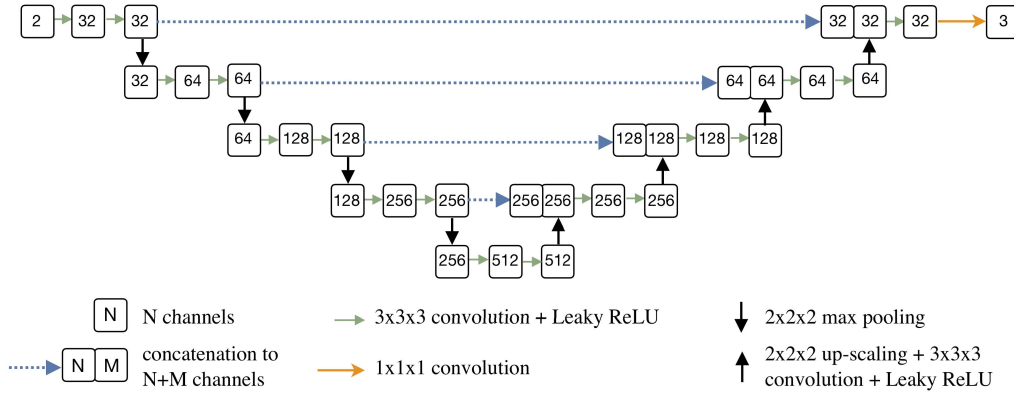 2 32 32 32 32 32 3
32 64 64 64 64 64 64
64 128 128 128 128 128 128
128 256 256 256 256 256 256
256 512 512
N N channels
3x3x3 convolution + Leaky ReLU
2x2x2 max pooling
N M concatenation to
N+M channels
1x1x1 convolution
2x2x2 up-scaling + 3x3x3
convolution + Leaky ReLU